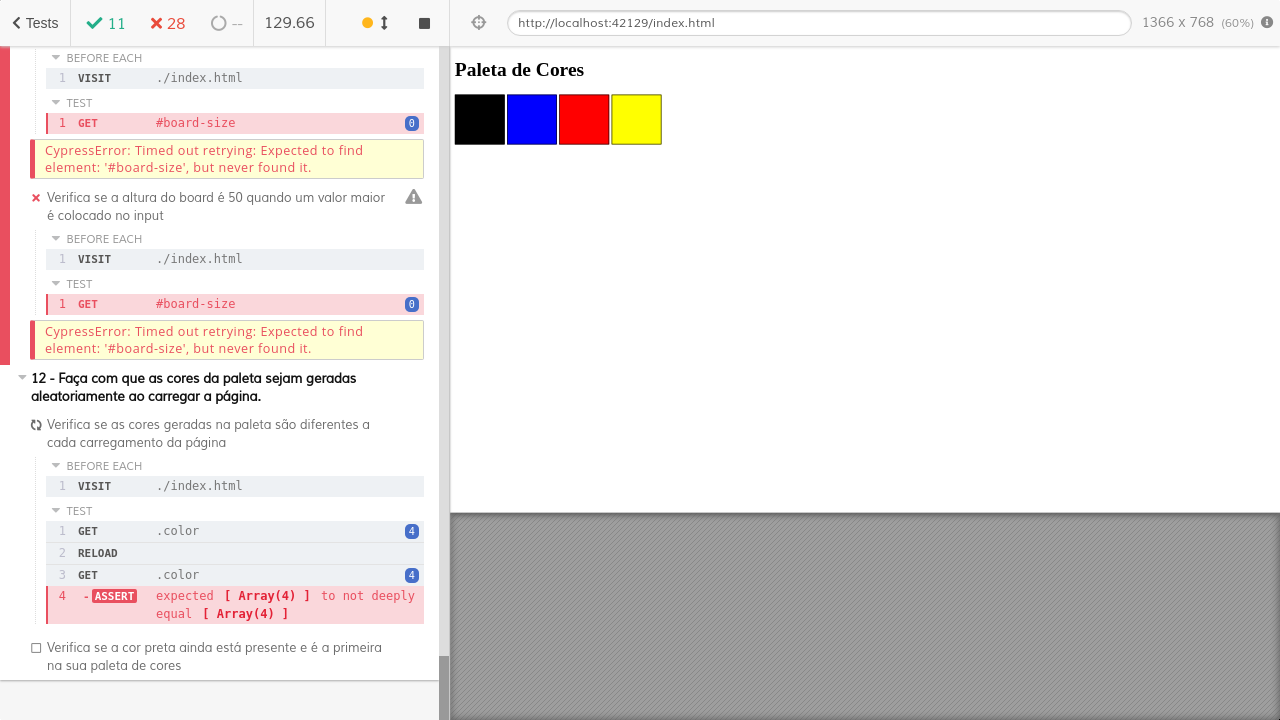 Tests
11
28
--
129.66
http://localhost:42129/index.html
1366 x 768 (60%)
BEFORE EACH
1 VISIT ./index.html
TEST
1 GET #board-size 0
CypressError: Timed out retrying: Expected to find
element: '#board-size', but never found it.
Verifica se a altura do board é 50 quando um valor maior
é colocado no input
BEFORE EACH
1 VISIT ./index.html
TEST
1 GET #board-size 0
CypressError: Timed out retrying: Expected to find
element: '#board-size', but never found it.
12 - Faça com que as cores da paleta sejam geradas
aleatoriamente ao carregar a página.
Verifica se as cores geradas na paleta são diferentes a
cada carregamento da página
BEFORE EACH
1 VISIT ./index.html
TEST
1 GET .color 4
2 RELOAD
3 GET .color 4
4 -ASSERT expected [ Array(4) ] to not deeply
equal [ Array(4) ]
Verifica se a cor preta ainda está presente e é a primeira
na sua paleta de cores
Paleta de Cores